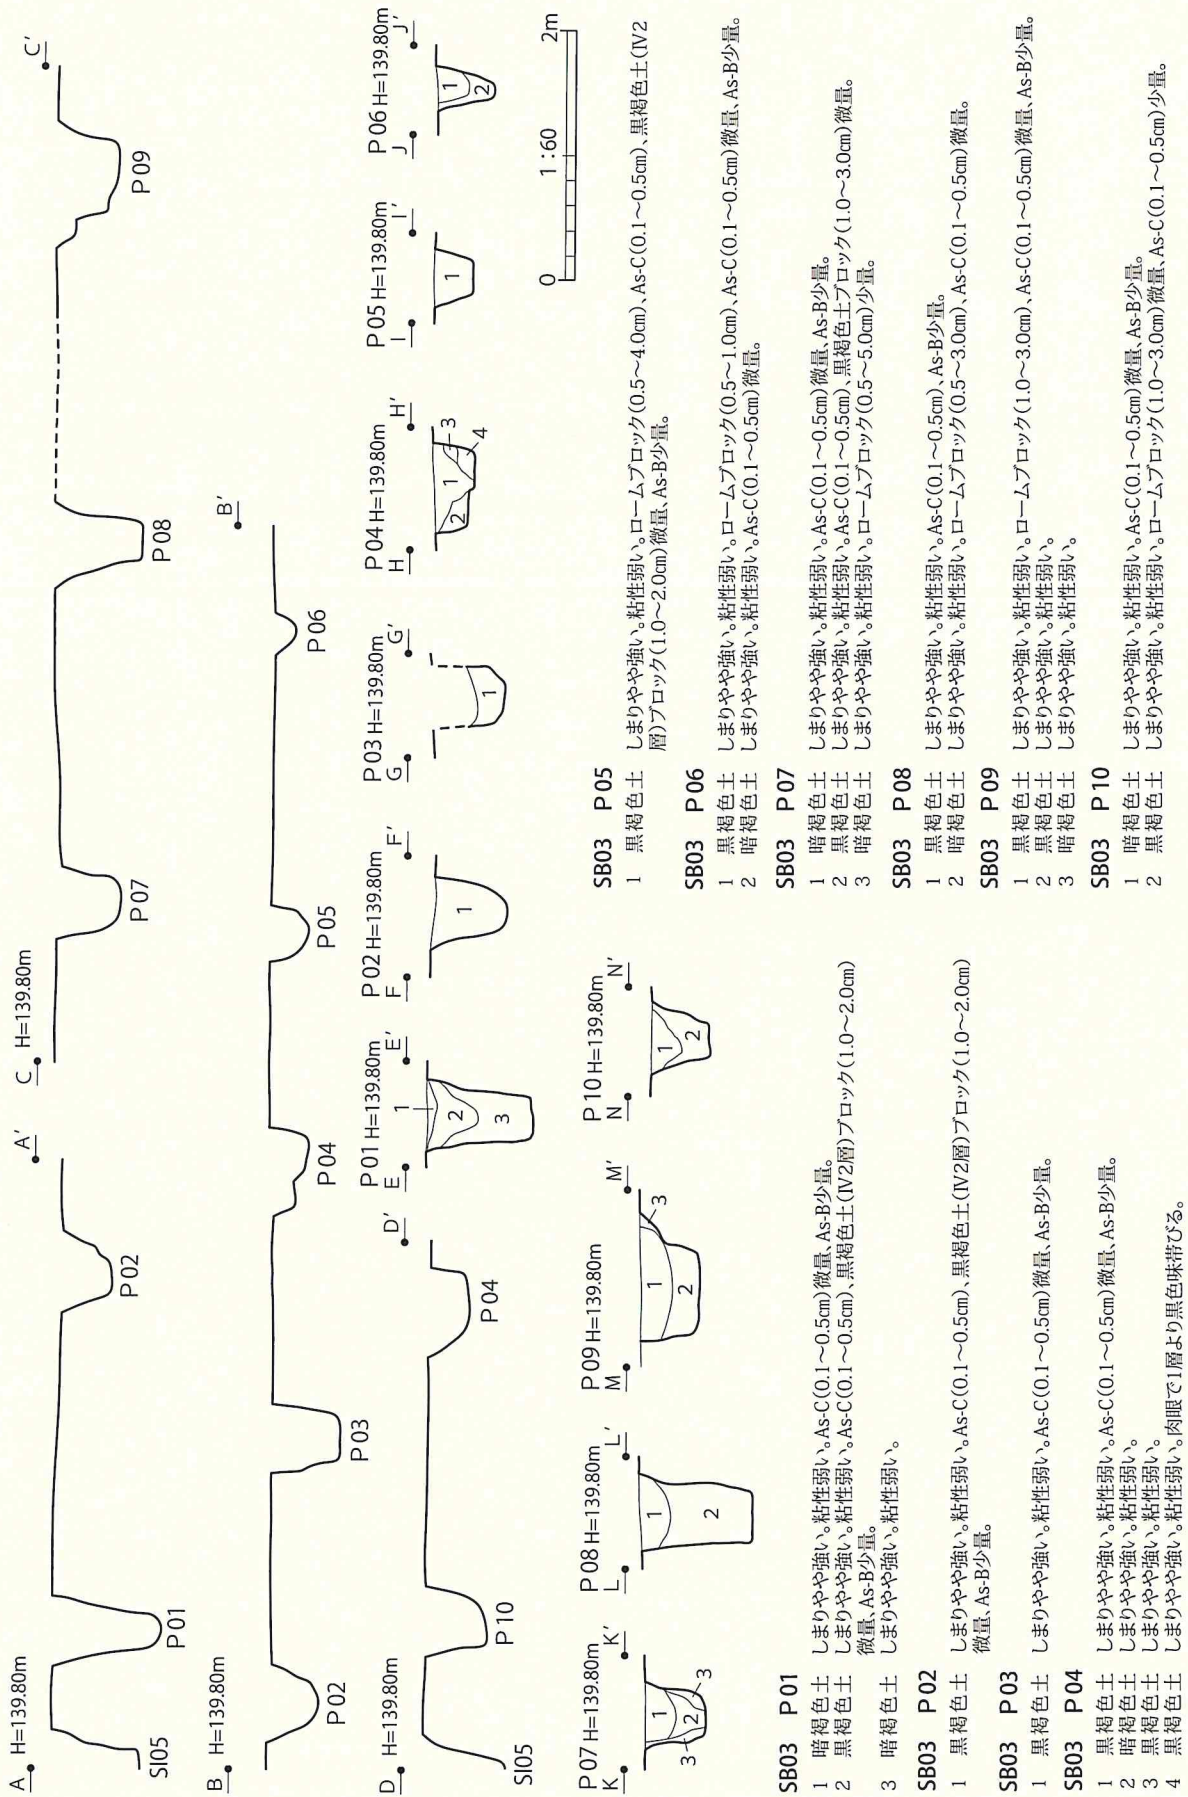 A H=139.80m A'
SI05 P01 P02
C H=139.80m C'
P07 P08 P09
B H=139.80m B'
P02 P03 P04 P05 P06
D H=139.80m D'
SI05 P10 P04
P01 H=139.80m
E E'
1
2
3
P02 H=139.80m
F F'
1
P03 H=139.80m
G G'
1
P04 H=139.80m
H H'
1
2
3
4
P05 H=139.80m
I I'
1
P06 H=139.80m
J J'
1
2
P07 H=139.80m
K K'
1
2
3
3
P08 H=139.80m
L L'
1
2
P09 H=139.80m
M M'
1
2
3
P10 H=139.80m
N N'
1
2
0 1:60 2m
SB03 P01
1 暗褐色土 しまりやや強い。粘性弱い。As-C(0.1〜0.5cm)微量、As-B少量。
2 黒褐色土 しまりやや強い。粘性弱い。As-C(0.1〜0.5cm)、黒褐色土(Ⅳ2層)ブロック(1.0〜2.0cm)
微量、As-B少量。
3 暗褐色土 しまりやや強い。粘性弱い。
SB03 P02
1 黒褐色土 しまりやや強い。粘性弱い。As-C(0.1〜0.5cm)、黒褐色土(Ⅳ2層)ブロック(1.0〜2.0cm)
微量、As-B少量。
SB03 P03
1 黒褐色土 しまりやや強い。粘性弱い。As-C(0.1〜0.5cm)微量、As-B少量。
SB03 P04
1 黒褐色土 しまりやや強い。粘性弱い。As-C(0.1〜0.5cm)微量、As-B少量。
2 暗褐色土 しまりやや強い。粘性弱い。
3 黒褐色土 しまりやや強い。粘性弱い。
4 黒褐色土 しまりやや強い。粘性弱い。肉眼で1層より黒色味帯びる。
SB03 P05
1 黒褐色土 しまりやや強い。粘性弱い。ロームブロック(0.5〜4.0cm)、As-C(0.1〜0.5cm)、黒褐色土(Ⅳ2
層)ブロック(1.0〜2.0cm)微量、As-B少量。
SB03 P06
1 黒褐色土 しまりやや強い。粘性弱い。ロームブロック(0.5〜1.0cm)、As-C(0.1〜0.5cm)微量、As-B少量。
2 暗褐色土 しまりやや強い。粘性弱い。As-C(0.1〜0.5cm)微量。
SB03 P07
1 暗褐色土 しまりやや強い。粘性弱い。As-C(0.1〜0.5cm)微量、As-B少量。
2 黒褐色土 しまりやや強い。粘性弱い。As-C(0.1〜0.5cm)、黒褐色土ブロック(1.0〜3.0cm)微量。
3 暗褐色土 しまりやや強い。粘性弱い。ロームブロック(0.5〜5.0cm)少量。
SB03 P08
1 黒褐色土 しまりやや強い。粘性弱い。As-C(0.1〜0.5cm)、As-B少量。
2 暗褐色土 しまりやや強い。粘性弱い。ロームブロック(0.5〜3.0cm)、As-C(0.1〜0.5cm)微量。
SB03 P09
1 黒褐色土 しまりやや強い。粘性弱い。ロームブロック(1.0〜3.0cm)、As-C(0.1〜0.5cm)微量、As-B少量。
2 黒褐色土 しまりやや強い。粘性弱い。
3 暗褐色土 しまりやや強い。粘性弱い。
SB03 P10
1 暗褐色土 しまりやや強い。粘性弱い。As-C(0.1〜0.5cm)微量、As-B少量。
2 黒褐色土 しまりやや強い。粘性弱い。ロームブロック(1.0〜3.0cm)微量、As-C(0.1〜0.5cm)少量。